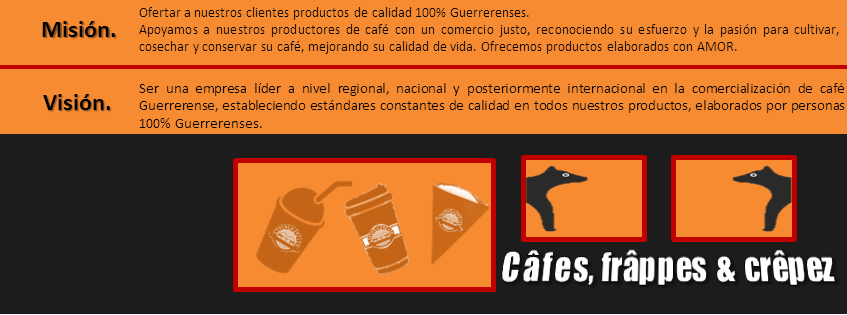 Misión.
Ofertar a nuestros clientes productos de calidad 100% Guerrerenses.
Apoyamos a nuestros productores de café con un comercio justo, reconociendo su esfuerzo y la pasión para cultivar,
cosechar y conservar su café, mejorando su calidad de vida. Ofrecemos productos elaborados con AMOR.
Visión.
Ser una empresa líder a nivel regional, nacional y posteriormente internacional en la comercialización de café
Guerrerense, estableciendo estándares constantes de calidad en todos nuestros productos, elaborados por personas
100% Guerrerenses.
Câfes, frâppes & crêpez